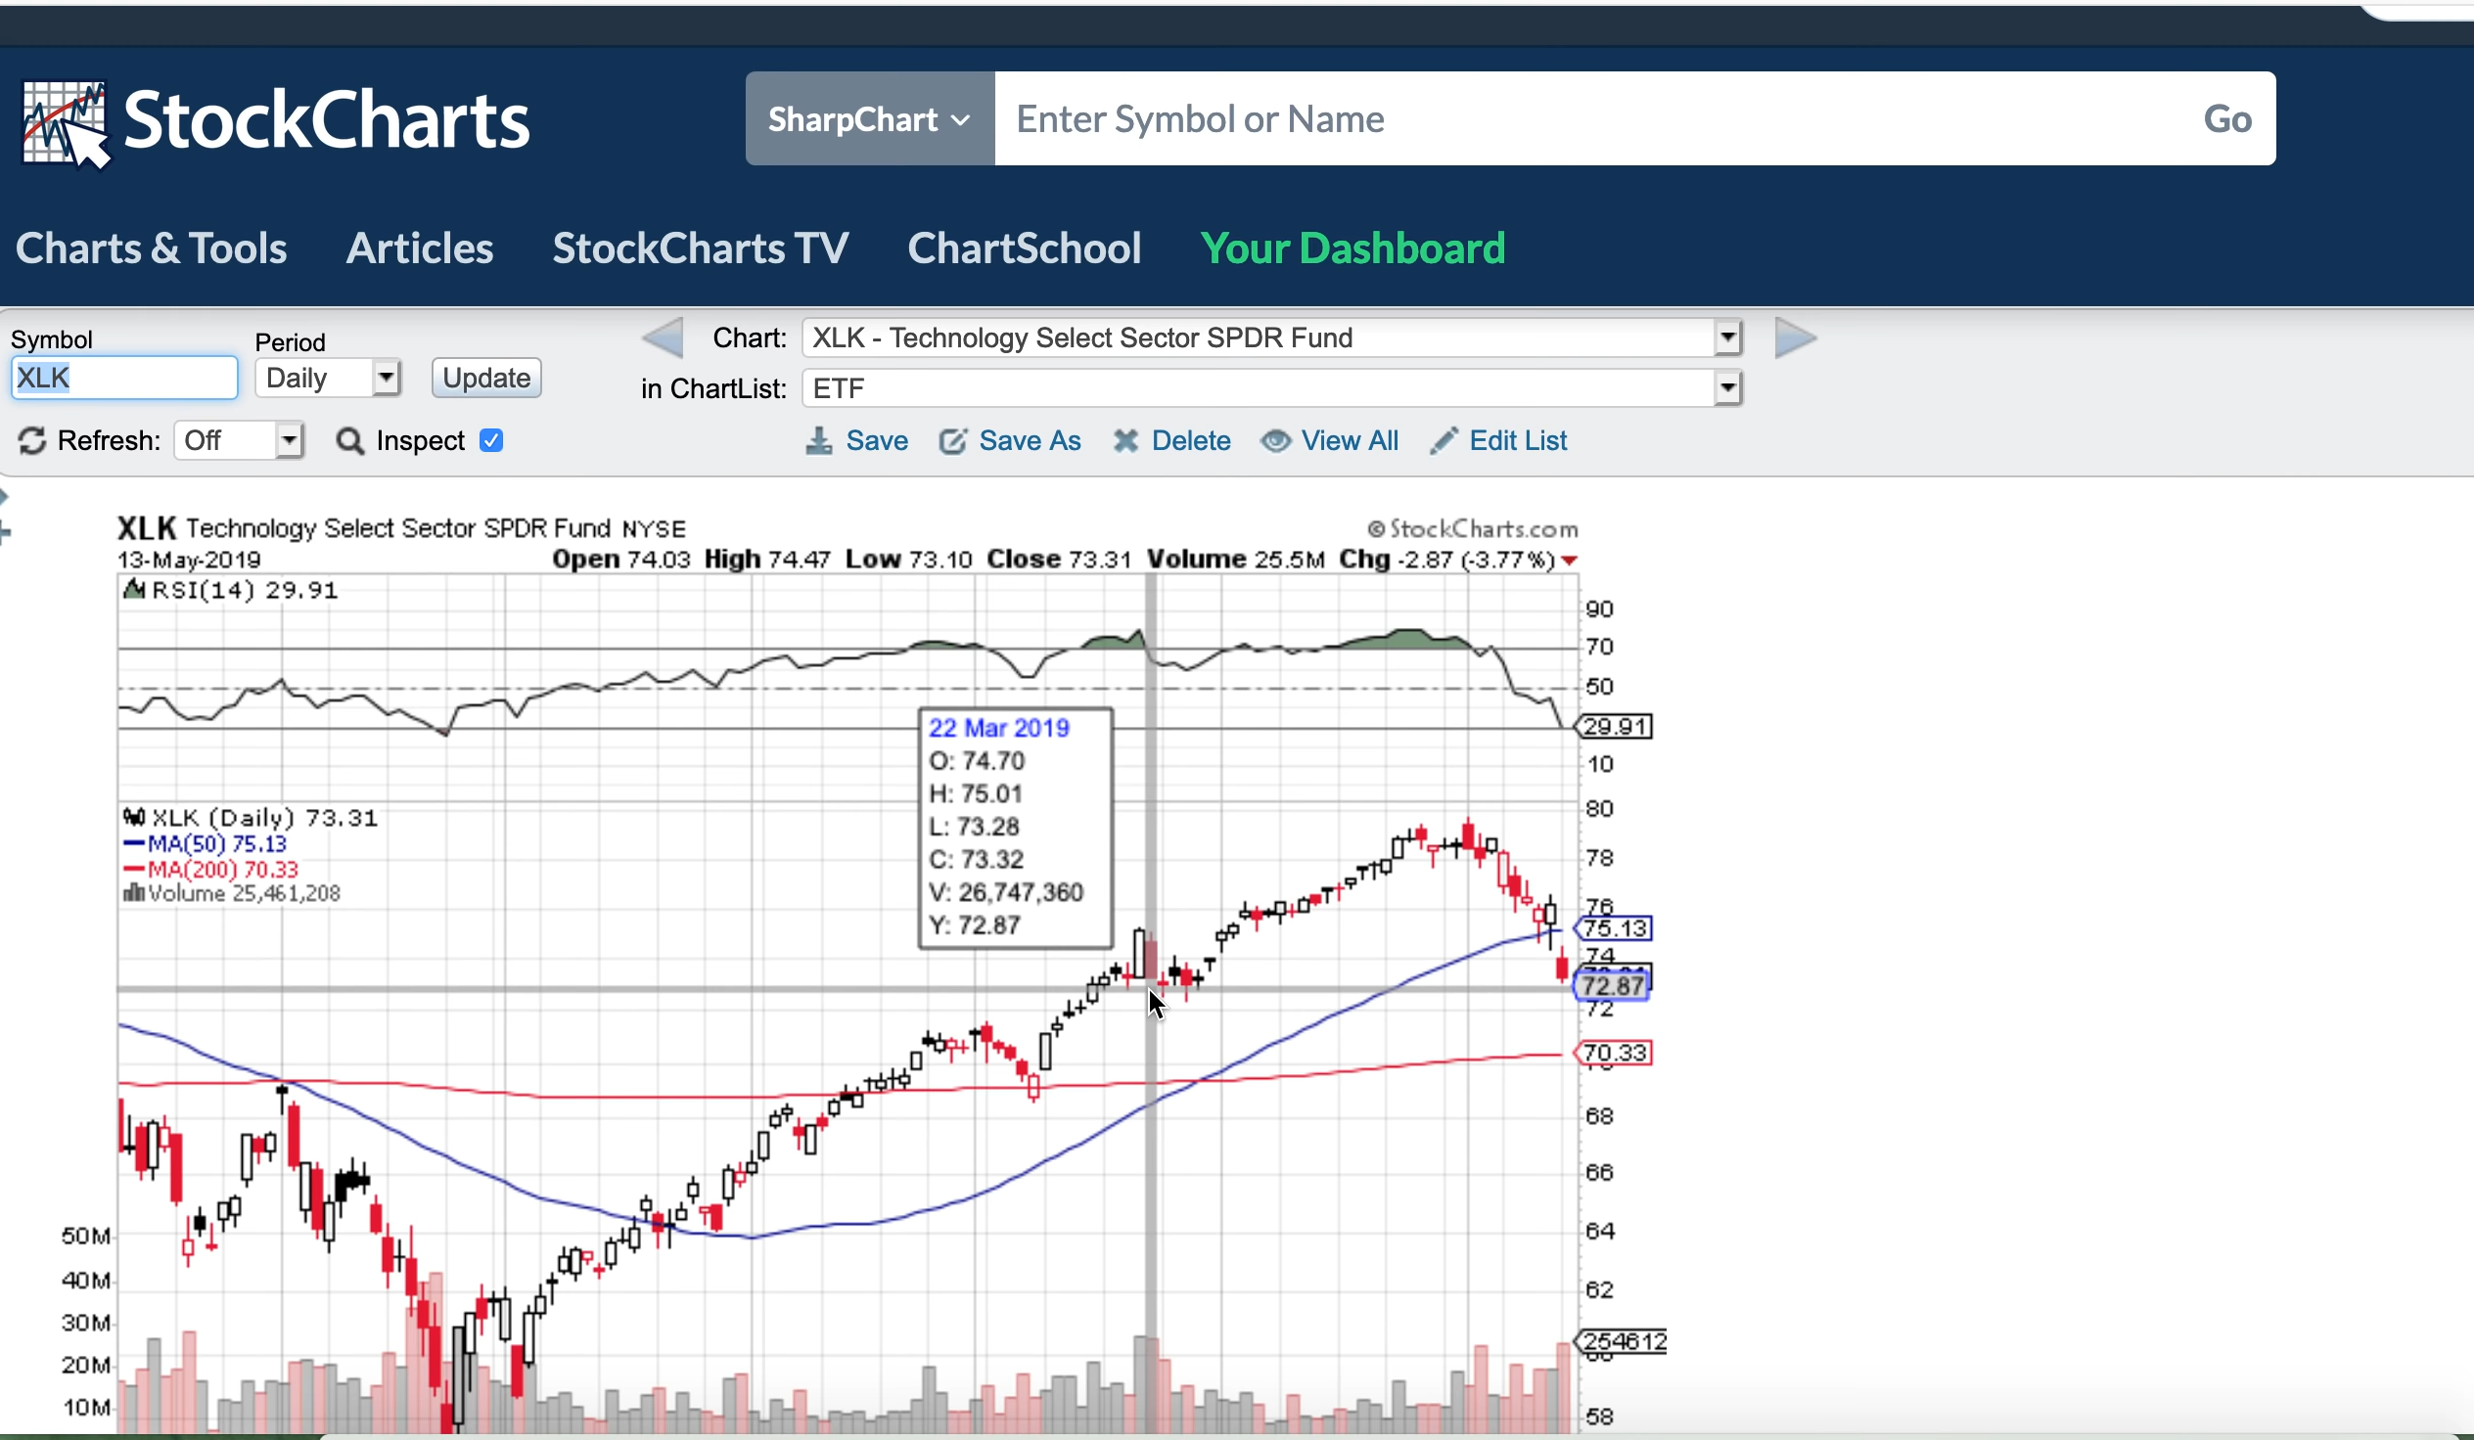 StockCharts
SharpChart Enter Symbol or Name Go
Charts & Tools Articles StockCharts TV ChartSchool Your Dashboard
Symbol Period Chart: XLK - Technology Select Sector SPDR Fund
XLK Daily Update in ChartList: ETF
Refresh: Off Inspect Save Save As Delete View All Edit List
XLK Technology Select Sector SPDR Fund NYSE © StockCharts.com
13-May-2019 Open 74.03 High 74.47 Low 73.10 Close 73.31 Volume 25.5M Chg -2.87 (-3.77%)
RSI(14) 29.91
90
70
50
29.91
10
22 Mar 2019
O: 74.70
H: 75.01
L: 73.28
C: 73.32
V: 26,747,360
Y: 72.87
XLK (Daily) 73.31
MA(50) 75.13
MA(200) 70.33
Volume 25,461,208
80
78
76
75.13
74
72.87
72
70.33
68
66
64
62
254612
58
50M
40M
30M
20M
10M